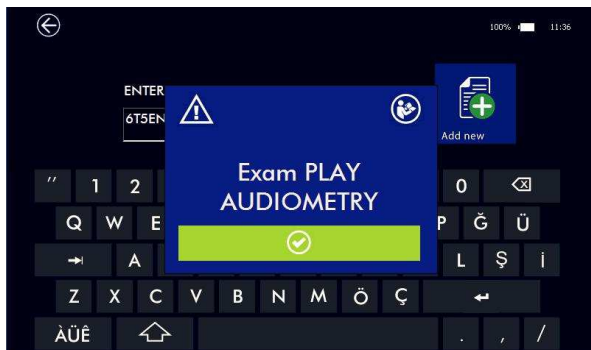 100% 11:36
ENTER
6T5EN
Add new
Exam PLAY
AUDIOMETRY
" 1 2 0
Q W E P Ğ Ü
A L Ş İ
Z X C V B N M Ö Ç
ÀÜÊ . , /